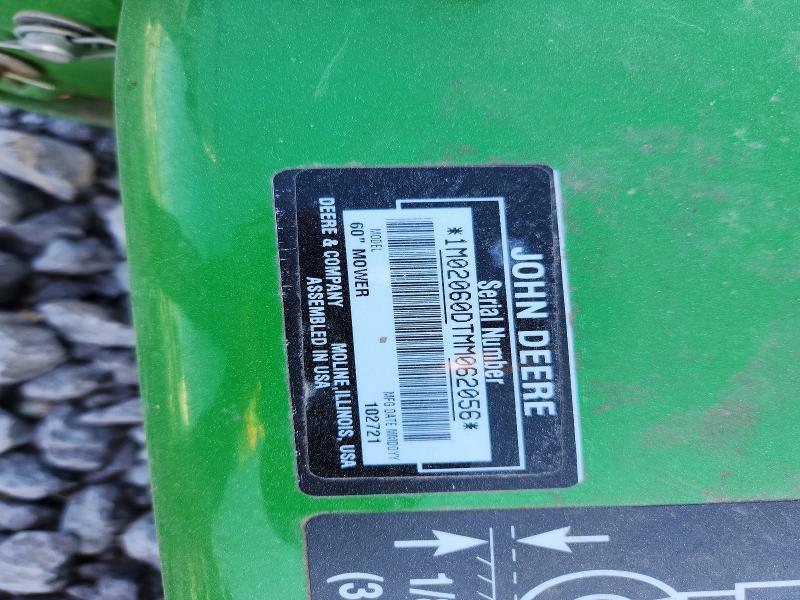 JOHN DEERE
Serial Number
*1M02060DTMM062056*
MODEL
60" MOWER
MFG DATE MMDDYY
102721
DEERE & COMPANY MOLINE, ILLINOIS, USA
ASSEMBLED IN USA